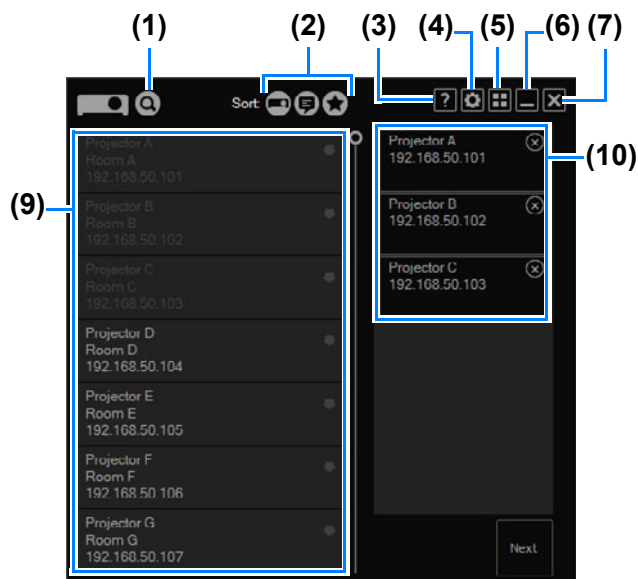 (1)
(2)
(3)
(4)
(5)
(6)
(7)
Sort:
?
Projector A
Room A
192.168.50.101
Projector B
Room B
192.168.50.102
Projector C
Room C
192.168.50.103
Projector D
Room D
192.168.50.104
Projector E
Room E
192.168.50.105
Projector F
Room F
192.168.50.106
Projector G
Room G
192.168.50.107
(9)
Projector A
192.168.50.101
Projector B
192.168.50.102
Projector C
192.168.50.103
(10)
Next